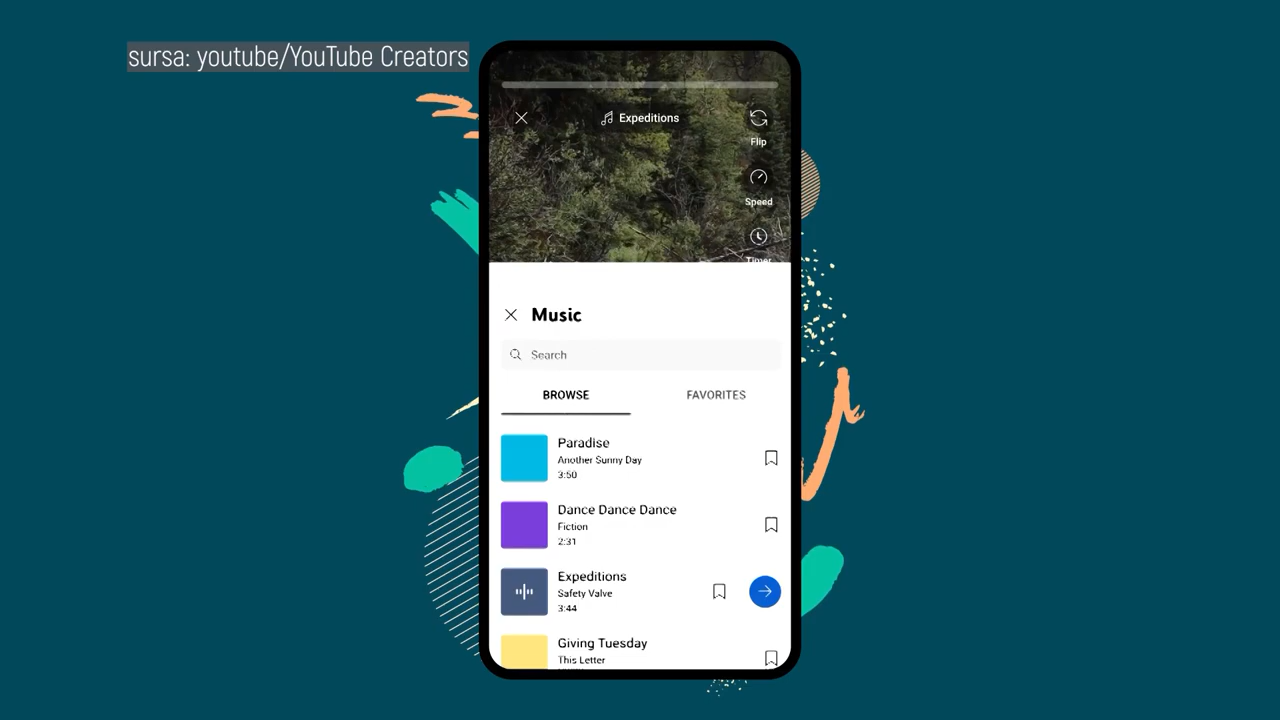 sursa: youtube/YouTube Creators
Expeditions
Flip
Speed
Timer
Music
Search
BROWSE
FAVORITES
Paradise
Another Sunny Day
3:50
Dance Dance Dance
Fiction
2:31
Expeditions
Safety Valve
3:44
Giving Tuesday
This Letter